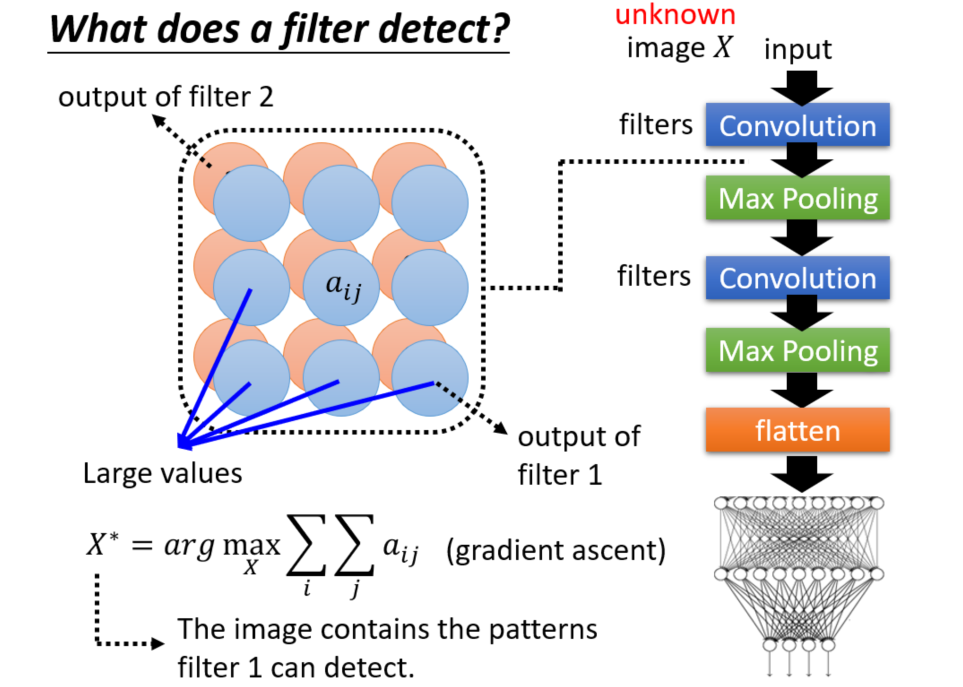 What does a filter detect?
unknown
image X
input
output of filter 2
filters
Convolution
Max Pooling
a_{ij}
filters
Convolution
Max Pooling
flatten
output of
filter 1
Large values
X* = arg max_X ∑_i ∑_j a_{ij} (gradient ascent)
The image contains the patterns
filter 1 can detect.